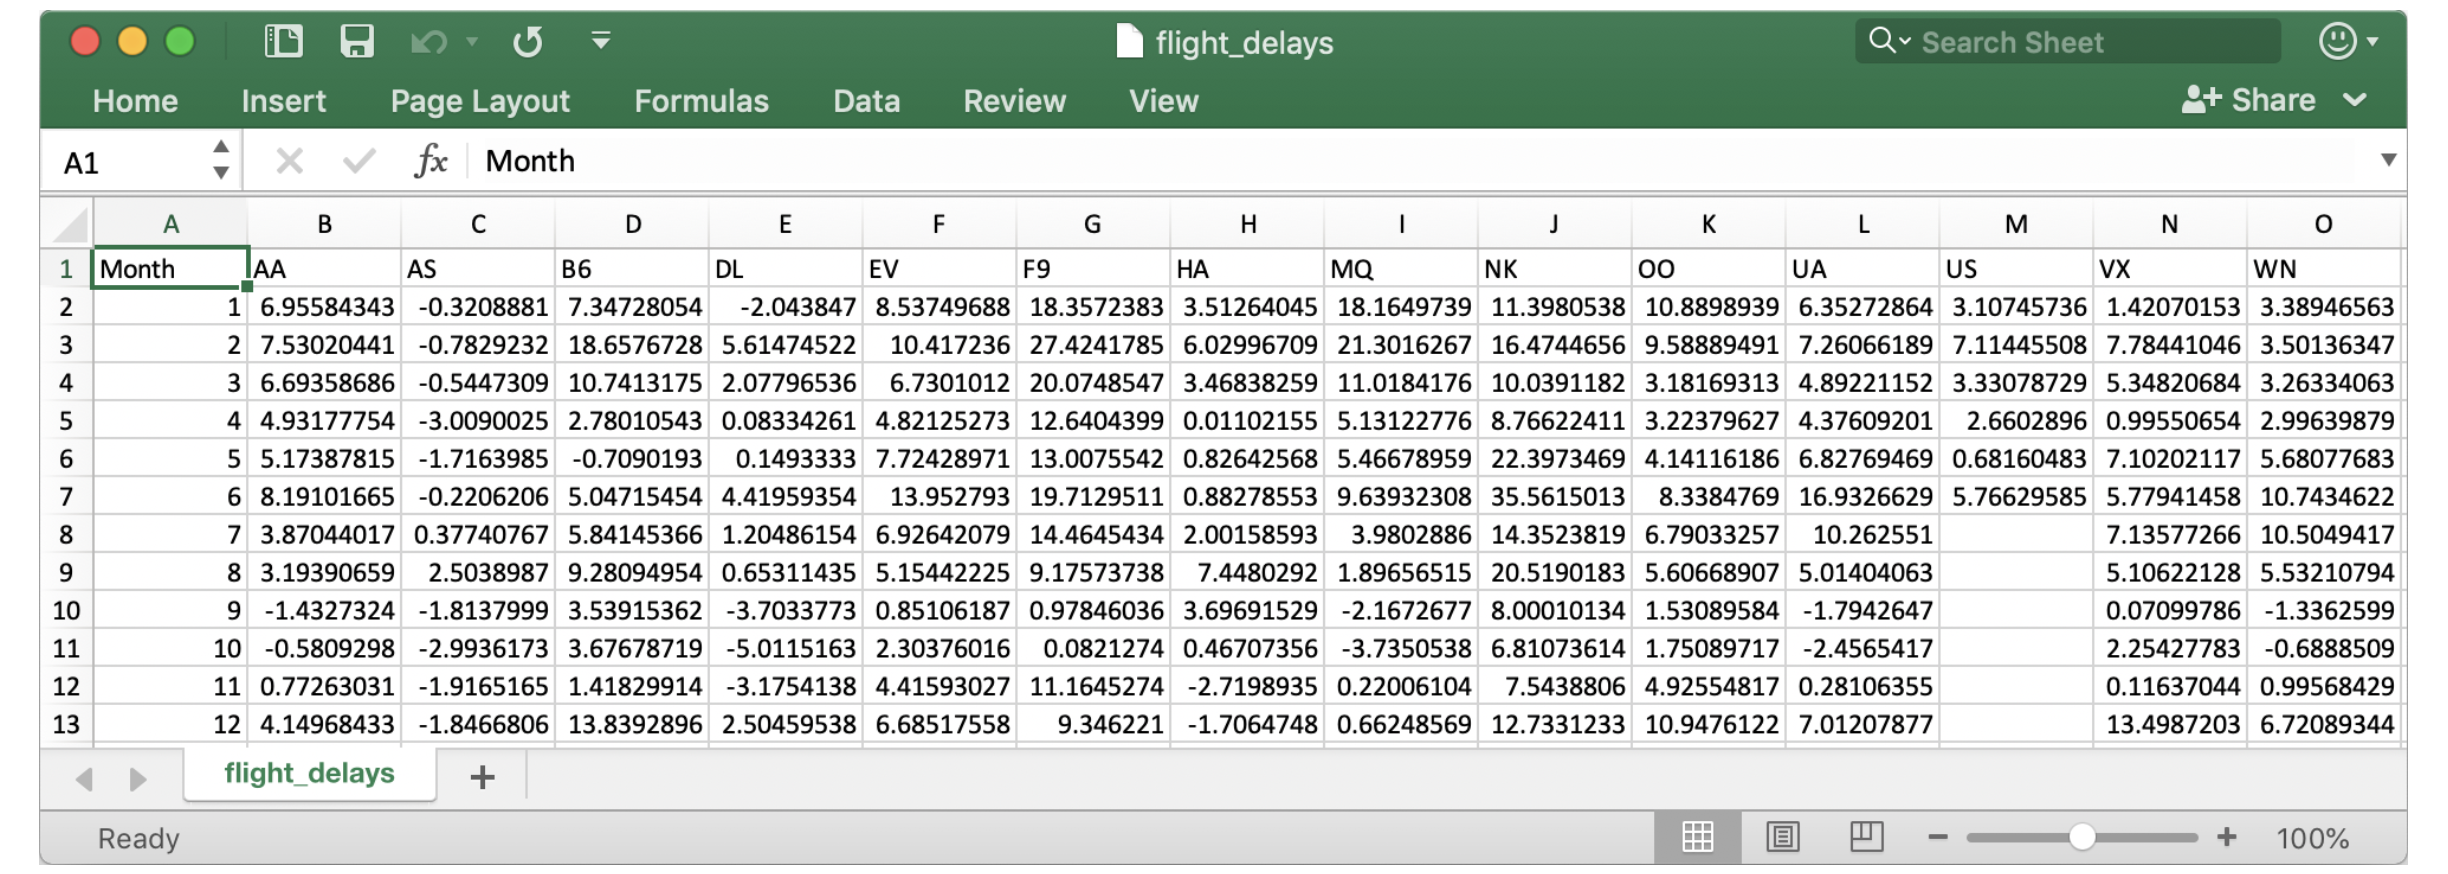 flight_delays
Search Sheet
Home Insert Page Layout Formulas Data Review View Share
A1 fx Month
A B C D E F G H I J K L M N O
1 Month AA AS B6 DL EV F9 HA MQ NK OO UA US VX WN
2 1 6.95584343 -0.3208881 7.34728054 -2.043847 8.53749688 18.3572383 3.51264045 18.1649739 11.3980538 10.8898939 6.35272864 3.10745736 1.42070153 3.38946563
3 2 7.53020441 -0.7829232 18.6576728 5.61474522 10.417236 27.4241785 6.02996709 21.3016267 16.4744656 9.58889491 7.26066189 7.11445508 7.78441046 3.50136347
4 3 6.69358686 -0.5447309 10.7413175 2.07796536 6.7301012 20.0748547 3.46838259 11.0184176 10.0391182 3.18169313 4.89221152 3.33078729 5.34820684 3.26334063
5 4 4.93177754 -3.0090025 2.78010543 0.08334261 4.82125273 12.6404399 0.01102155 5.13122776 8.76622411 3.22379627 4.37609201 2.6602896 0.99550654 2.99639879
6 5 5.17387815 -1.7163985 -0.7090193 0.1493333 7.72428971 13.0075542 0.82642568 5.46678959 22.3973469 4.14116186 6.82769469 0.68160483 7.10202117 5.68077683
7 6 8.19101665 -0.2206206 5.04715454 4.41959354 13.952793 19.7129511 0.88278553 9.63932308 35.5615013 8.3384769 16.9326629 5.76629585 5.77941458 10.7434622
8 7 3.87044017 0.37740767 5.84145366 1.20486154 6.92642079 14.4645434 2.00158593 3.9802886 14.3523819 6.79033257 10.262551 7.13577266 10.5049417
9 8 3.19390659 2.5038987 9.28094954 0.65311435 5.15442225 9.17573738 7.4480292 1.89656515 20.5190183 5.60668907 5.01404063 5.10622128 5.53210794
10 9 -1.4327324 -1.8137999 3.53915362 -3.7033773 0.85106187 0.97846036 3.69691529 -2.1672677 8.00010134 1.53089584 -1.7942647 0.07099786 -1.3362599
11 10 -0.5809298 -2.9936173 3.67678719 -5.0115163 2.30376016 0.0821274 0.46707356 -3.7350538 6.81073614 1.75089717 -2.4565417 2.25427783 -0.6888509
12 11 0.77263031 -1.9165165 1.41829914 -3.1754138 4.41593027 11.1645274 -2.7198935 0.22006104 7.5438806 4.92554817 0.28106355 0.11637044 0.99568429
13 12 4.14968433 -1.8466806 13.8392896 2.50459538 6.68517558 9.346221 -1.7064748 0.66248569 12.7331233 10.9476122 7.01207877 13.4987203 6.72089344
flight_delays +
Ready 100%